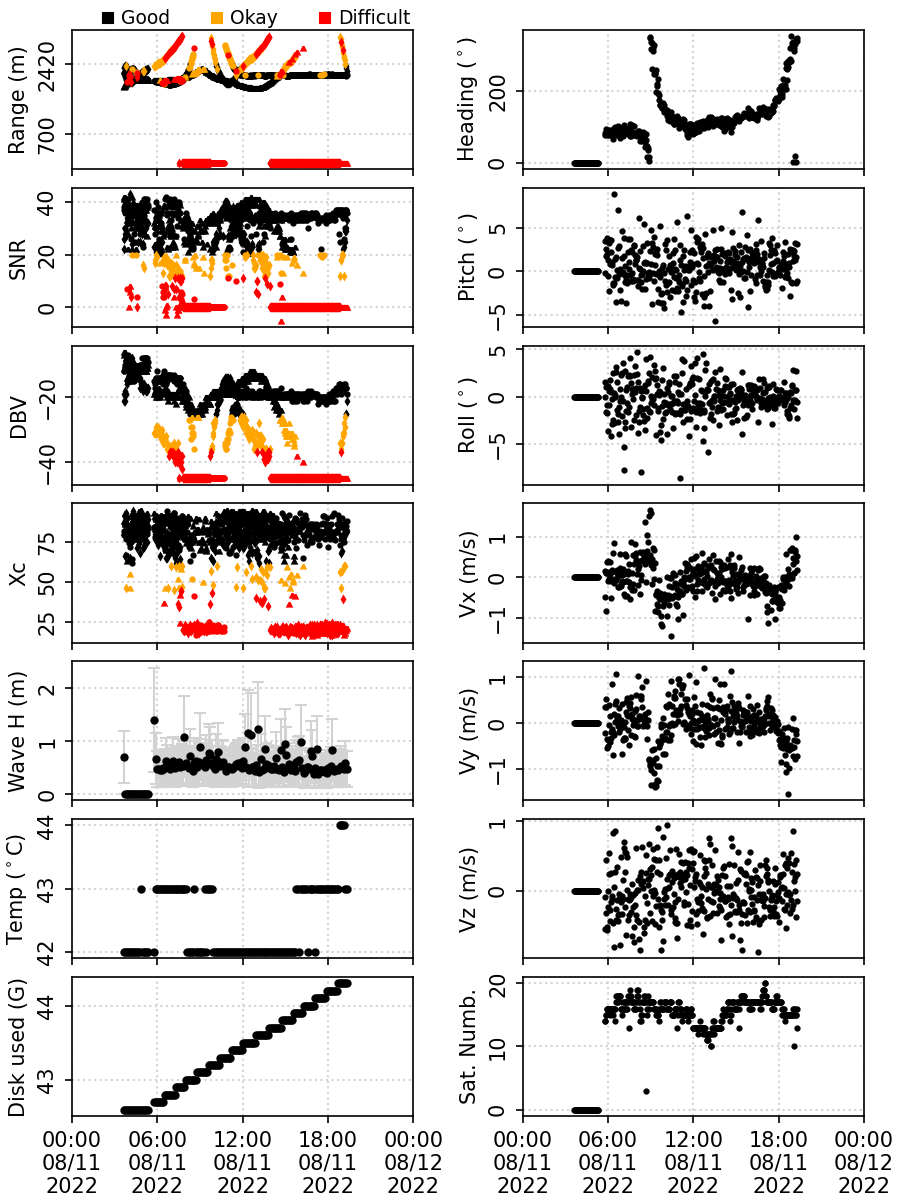 Good Okay Difficult
Range (m)
2420
700
Heading (°)
200
0
SNR
40
20
0
Pitch (°)
5
0
−5
DBV
−20
−40
Roll (°)
5
0
−5
Xc
75
50
25
Vx (m/s)
1
0
−1
Wave H (m)
2
1
0
Vy (m/s)
1
0
−1
Temp (°C)
44
43
42
Vz (m/s)
1
0
Disk used (G)
44
43
Sat. Numb.
20
10
0
00:00 06:00 12:00 18:00 00:00
08/11 08/11 08/11 08/11 08/12
2022 2022 2022 2022 2022
00:00 06:00 12:00 18:00 00:00
08/11 08/11 08/11 08/11 08/12
2022 2022 2022 2022 2022